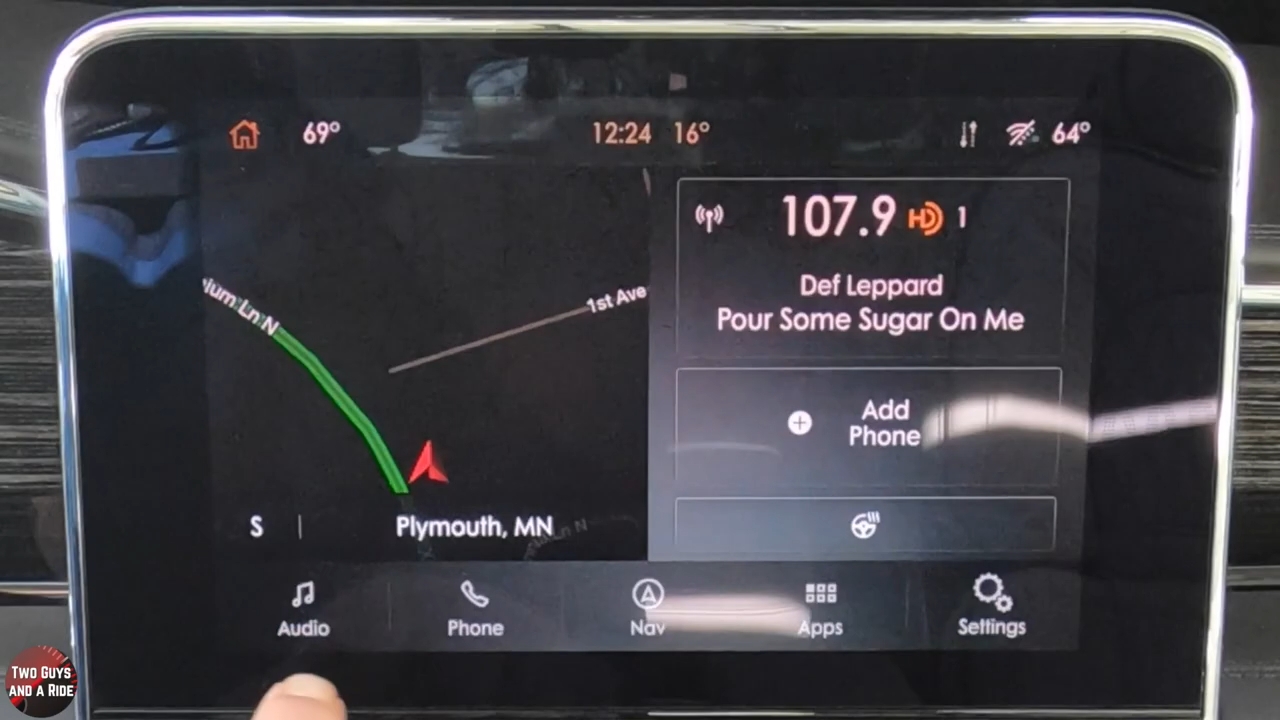 69°
12:24 16°
64°
107.9 HD 1
Def Leppard
Pour Some Sugar On Me
Ln N
1st Ave
Add
Phone
S
Plymouth, MN
Audio
Phone
Nav
Apps
Settings
TWO GUYS
AND A RIDE